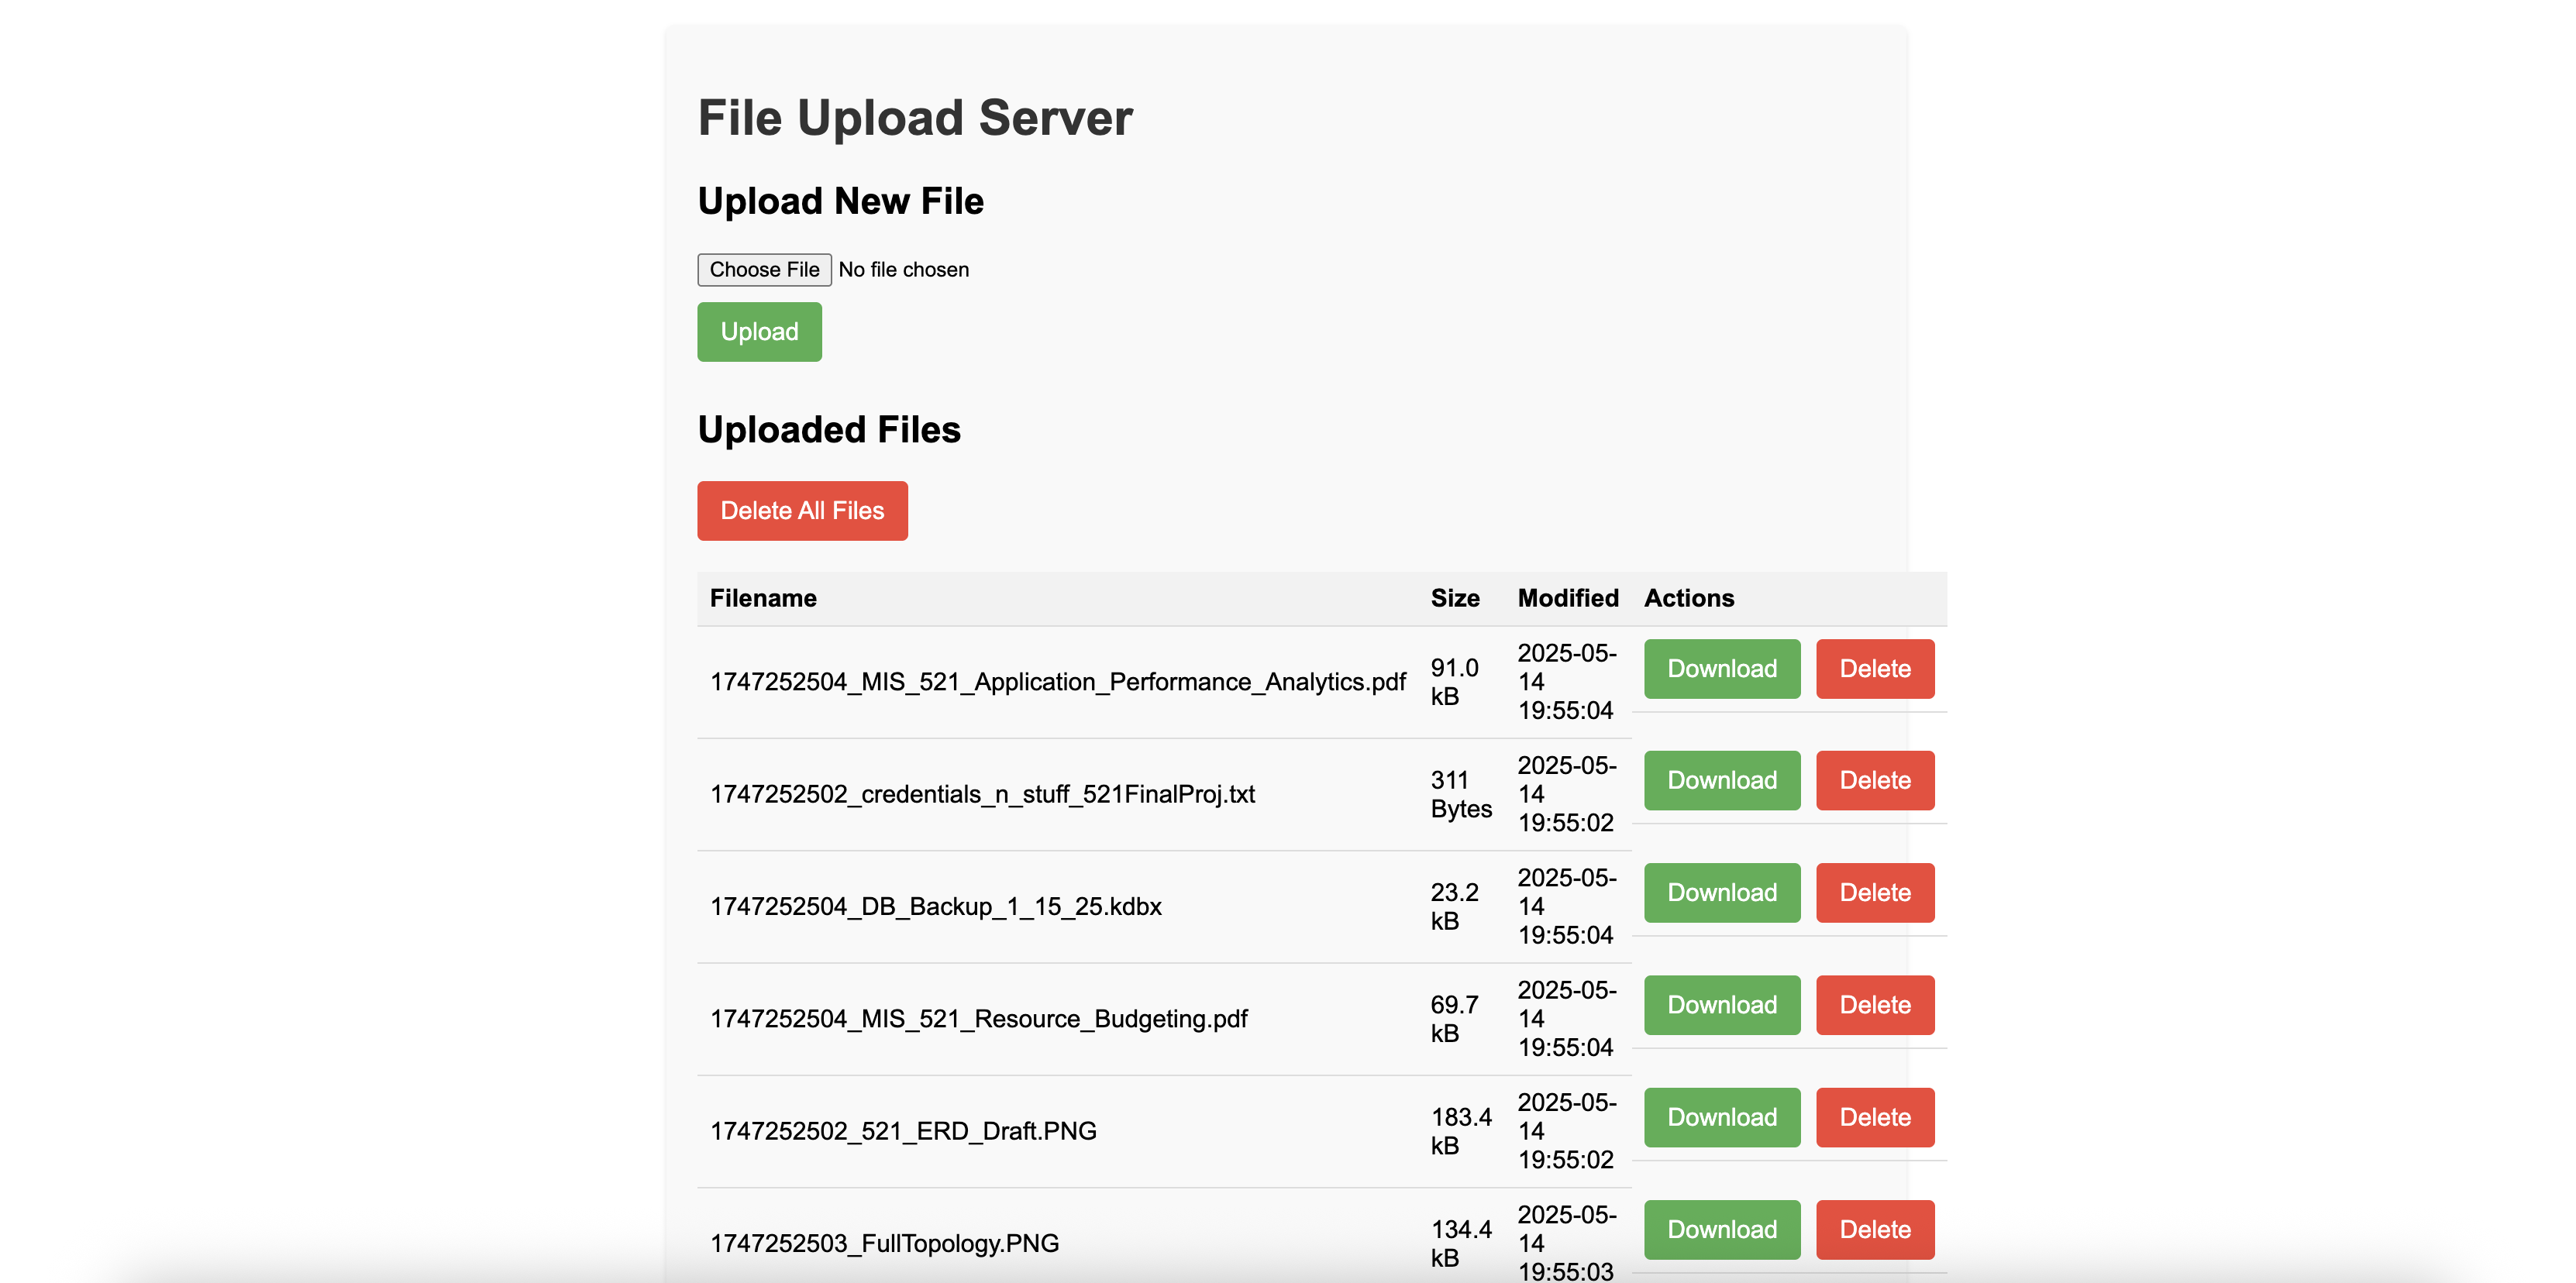 File Upload Server
Upload New File
Choose File No file chosen
Upload
Uploaded Files
Delete All Files
Filename Size Modified Actions
1747252504_MIS_521_Application_Performance_Analytics.pdf 91.0 kB 2025-05-14 19:55:04 Download Delete
1747252502_credentials_n_stuff_521FinalProj.txt 311 Bytes 2025-05-14 19:55:02 Download Delete
1747252504_DB_Backup_1_15_25.kdbx 23.2 kB 2025-05-14 19:55:04 Download Delete
1747252504_MIS_521_Resource_Budgeting.pdf 69.7 kB 2025-05-14 19:55:04 Download Delete
1747252502_521_ERD_Draft.PNG 183.4 kB 2025-05-14 19:55:02 Download Delete
1747252503_FullTopology.PNG 134.4 kB 2025-05-14 19:55:03 Download Delete